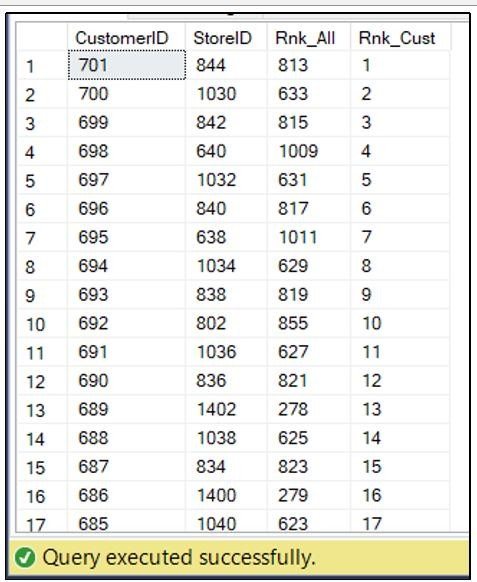 CustomerID StoreID Rnk_All Rnk_Cust
1 701 844 813 1
2 700 1030 633 2
3 699 842 815 3
4 698 640 1009 4
5 697 1032 631 5
6 696 840 817 6
7 695 638 1011 7
8 694 1034 629 8
9 693 838 819 9
10 692 802 855 10
11 691 1036 627 11
12 690 836 821 12
13 689 1402 278 13
14 688 1038 625 14
15 687 834 823 15
16 686 1400 279 16
17 685 1040 623 17
Query executed successfully.